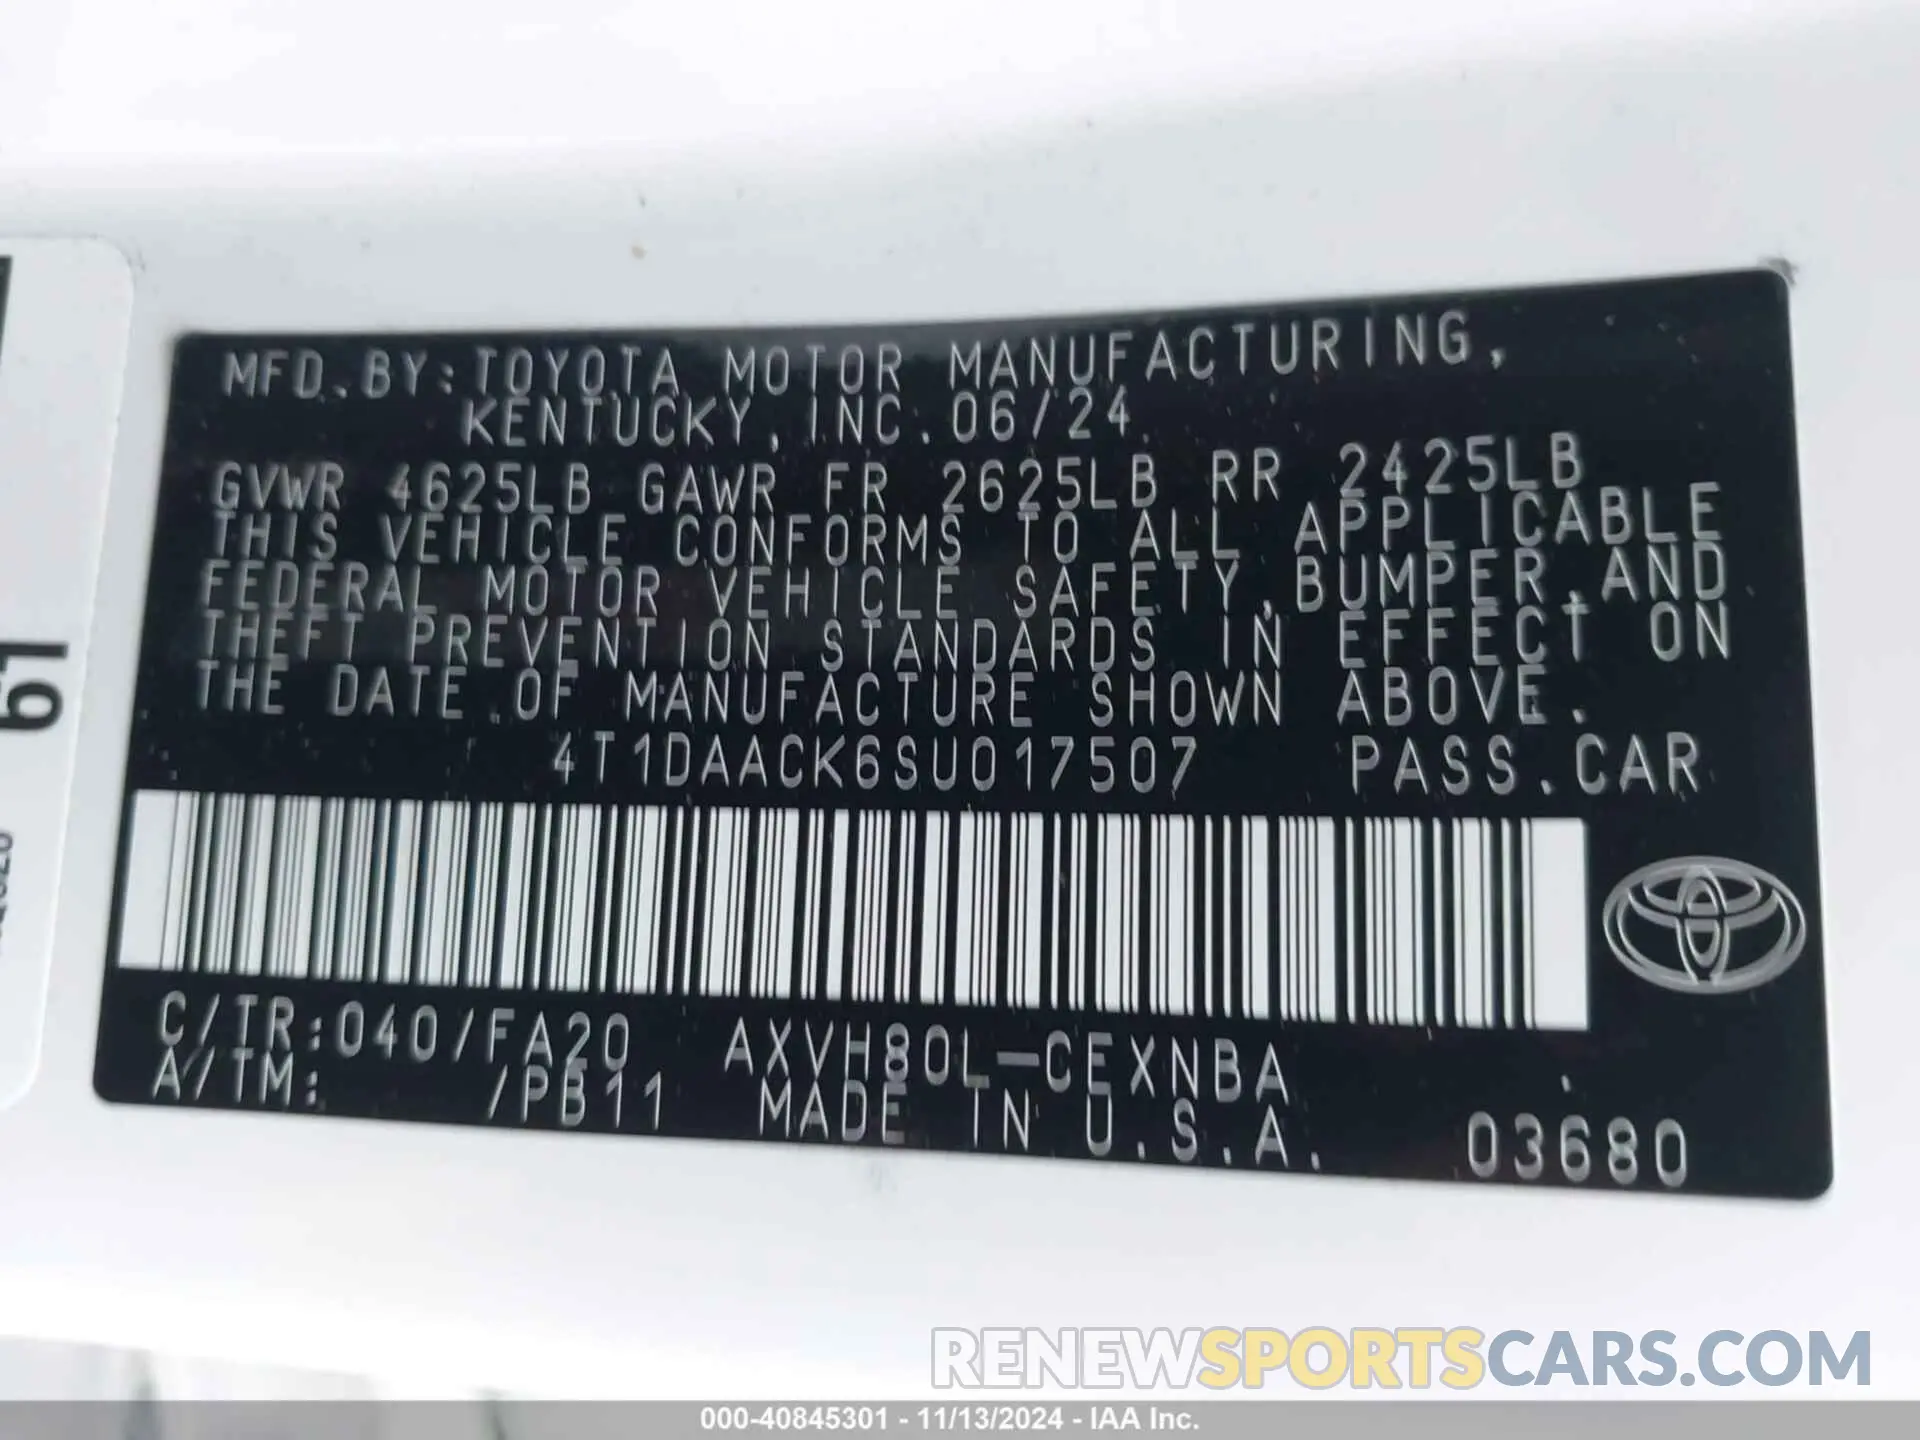 MFD.BY:TOYOTA MOTOR MANUFACTURING,
KENTUCKY, INC. 06/24
GVWR 4625LB GAWR FR 2625LB RR 2425LB
THIS VEHICLE CONFORMS TO ALL APPLICABLE
FEDERAL MOTOR VEHICLE SAFETY, BUMPER, AND
THEFT PREVENTION STANDARDS IN EFFECT ON
THE DATE OF MANUFACTURE SHOWN ABOVE.
4T1DAACK6SU017507 PASS.CAR
C/TR:040/FA20 AXVH80L-CEXNBA
A/TM: /PB11 MADE IN U.S.A. 03680
61
RENEWSPORTSCARS.COM
000-40845301 - 11/13/2024 - IAA Inc.